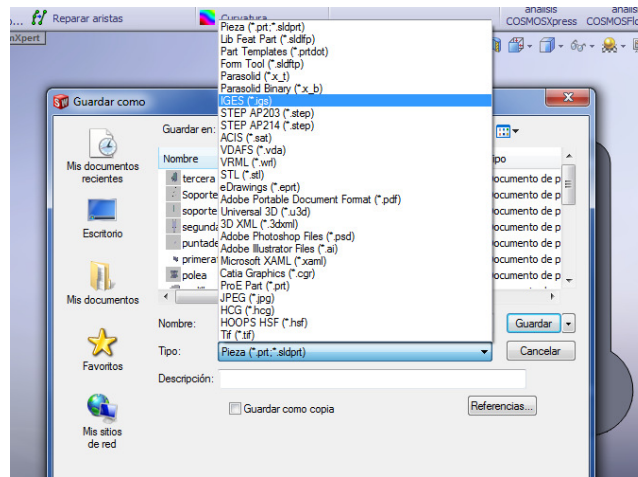 análisis
análisis
Reparar aristas
Curvatura
COSMOSXpress
COSMOSFlo
nXpert
Pieza (*.prt;*.sldprt)
Lib Feat Part (*.sldlfp)
Part Templates (*.prtdot)
Form Tool (*.sldftp)
Parasolid (*.x_t)
Parasolid Binary (*.x_b)
IGES (*.igs)
STEP AP203 (*.step)
STEP AP214 (*.step)
ACIS (*.sat)
VDAFS (*.vda)
VRML (*.wrl)
STL (*.stl)
eDrawings (*.eprt)
Adobe Portable Document Format (*.pdf)
Universal 3D (*.u3d)
3D XML (*.3dxml)
Adobe Photoshop Files (*.psd)
Adobe Illustrator Files (*.ai)
Microsoft XAML (*.xaml)
Catia Graphics (*.cgr)
ProE Part (*.prt)
JPEG (*.jpg)
HCG (*.hcg)
HOOPS HSF (*.hsf)
Tif (*.tif)
Guardar como
Guardar en:
Mis documentos
recientes
Escritorio
Mis documentos
Favoritos
Mis sitios
de red
Nombre
ipo
tercera
ocumento de p
Soporte
ocumento de p
soporte
ocumento de p
segunda
ocumento de p
puntade
ocumento de p
primera
ocumento de p
polea
ocumento de p
Nombre:
Guardar
Tipo:
Pieza (*.prt;*.sldprt)
Cancelar
Descripción:
Guardar como copia
Referencias...